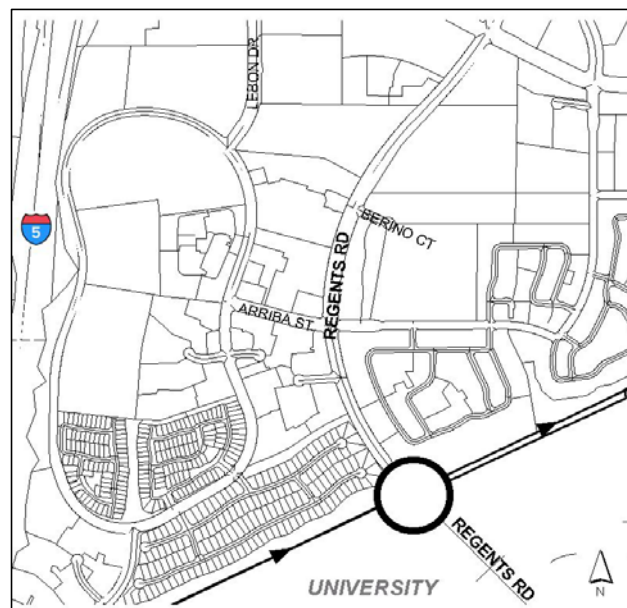 LEBON DR
5
BERINO CT
REGENTS RD
ARRIBA ST
REGENTS RD
UNIVERSITY
N